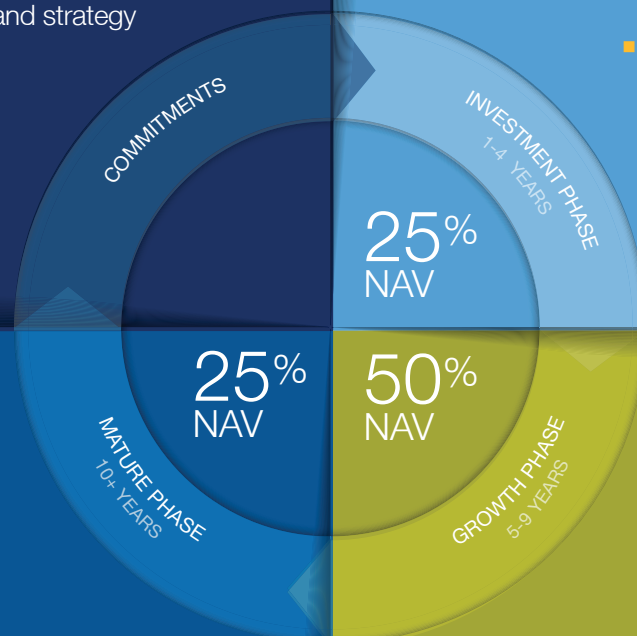 and strategy
COMMITMENTS
INVESTMENT PHASE
1-4 YEARS
25%
NAV
25%
NAV
50%
NAV
MATURE PHASE
10+ YEARS
GROWTH PHASE
5-9 YEARS